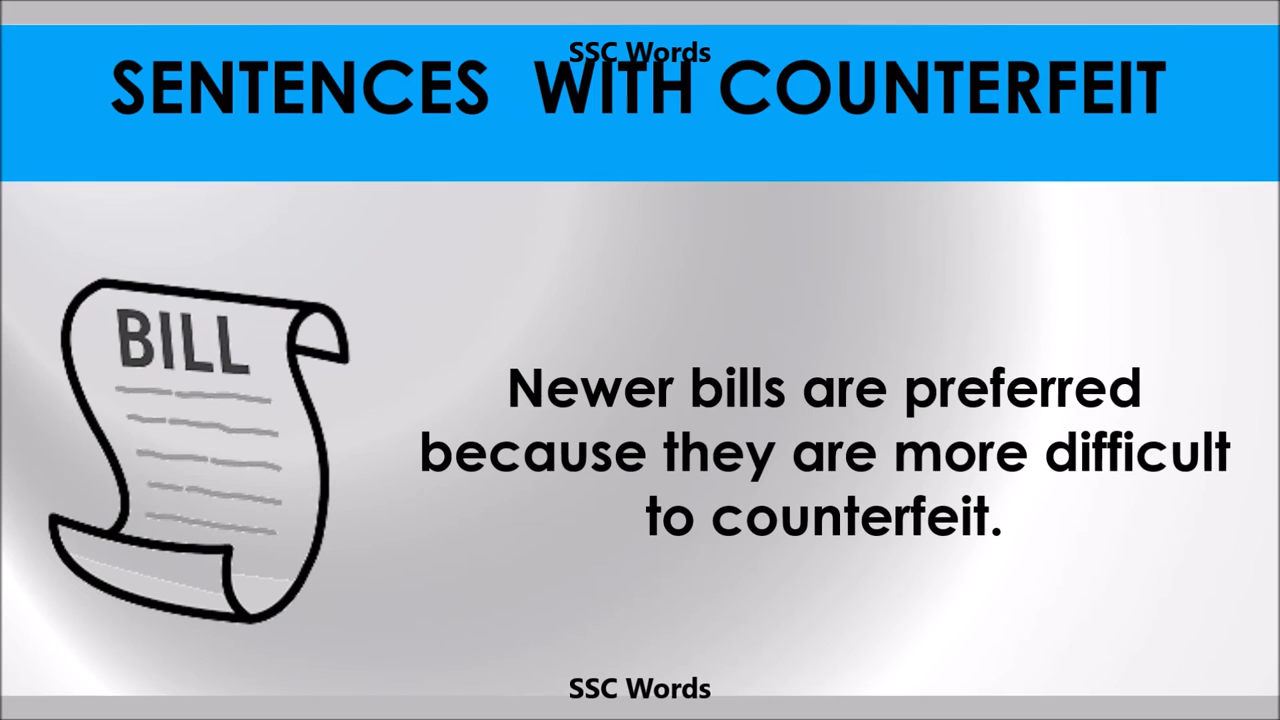 SSC Words
SENTENCES WITH COUNTERFEIT
BILL
Newer bills are preferred
because they are more difficult
to counterfeit.
SSC Words